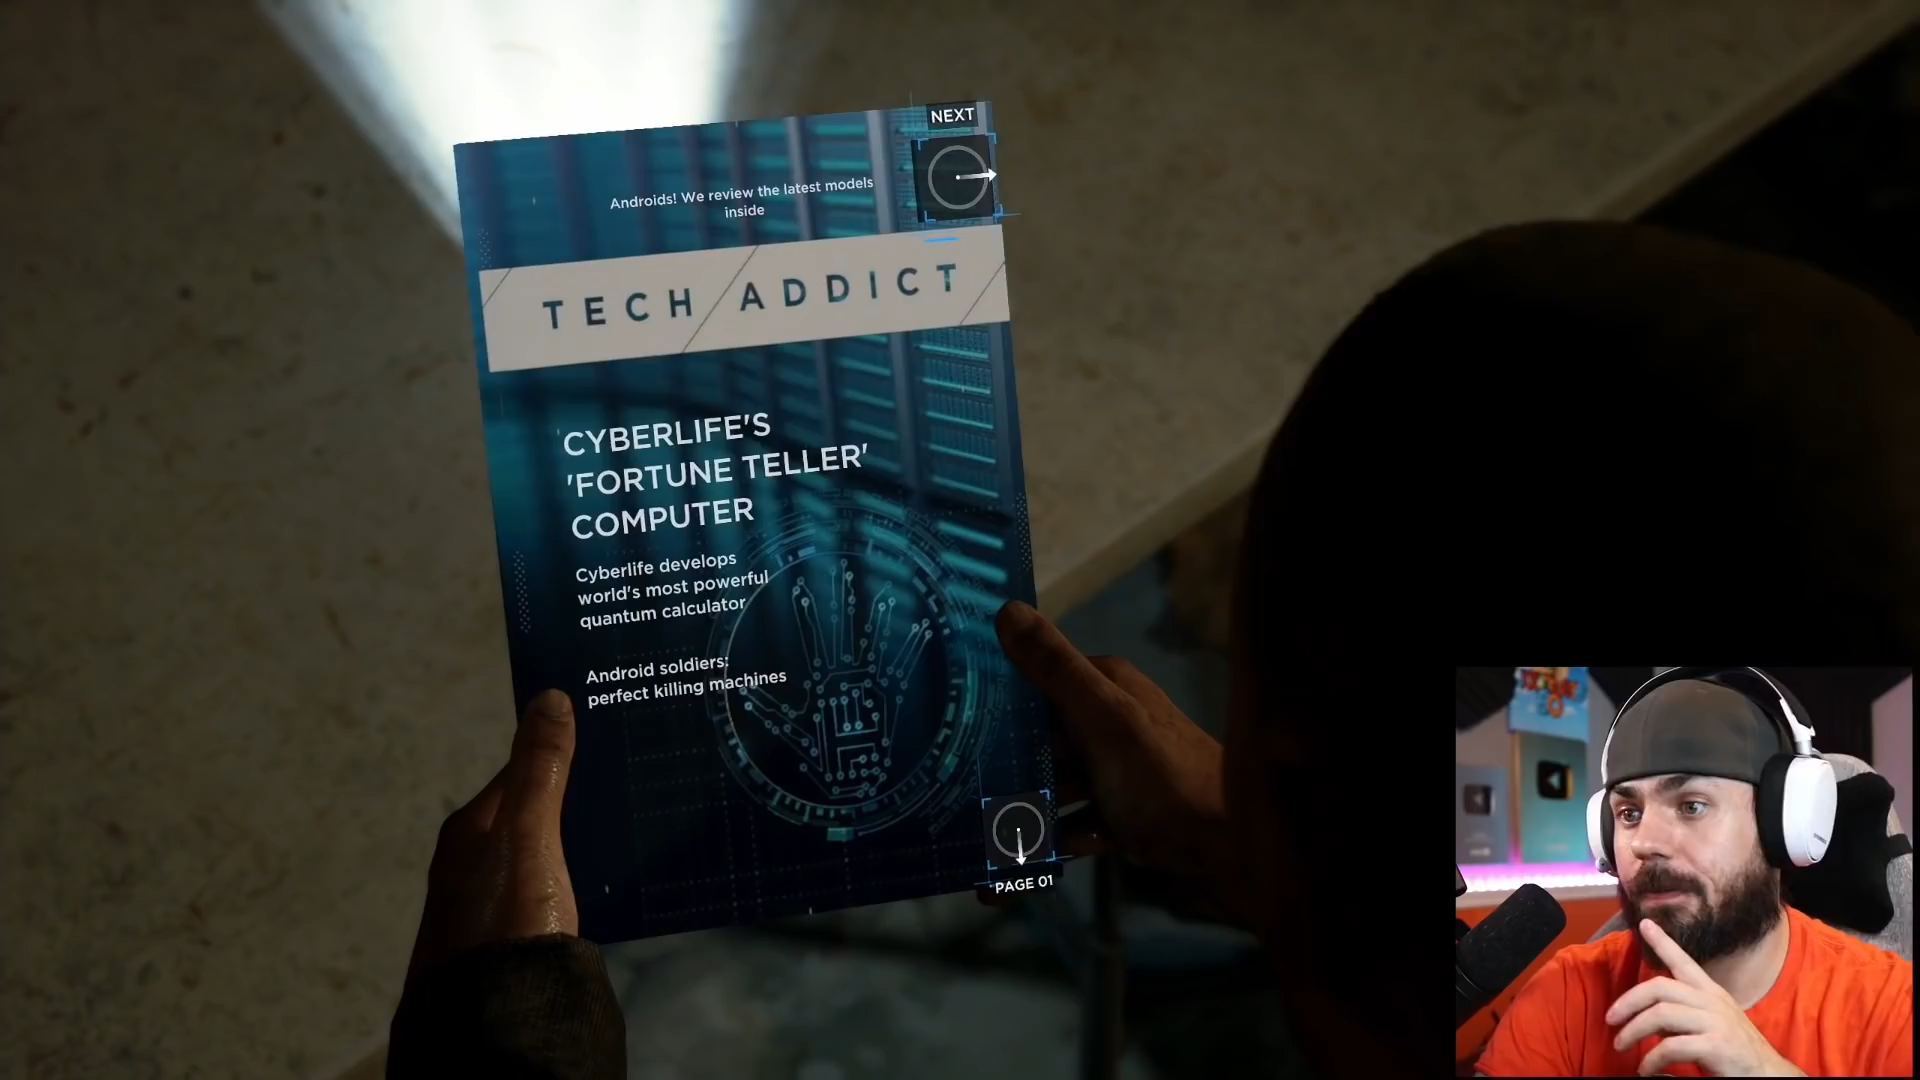 NEXT
Androids! We review the latest models
inside
TECH ADDICT
CYBERLIFE'S
'FORTUNE TELLER'
COMPUTER
Cyberlife develops
world's most powerful
quantum calculator
Android soldiers:
perfect killing machines
PAGE 01